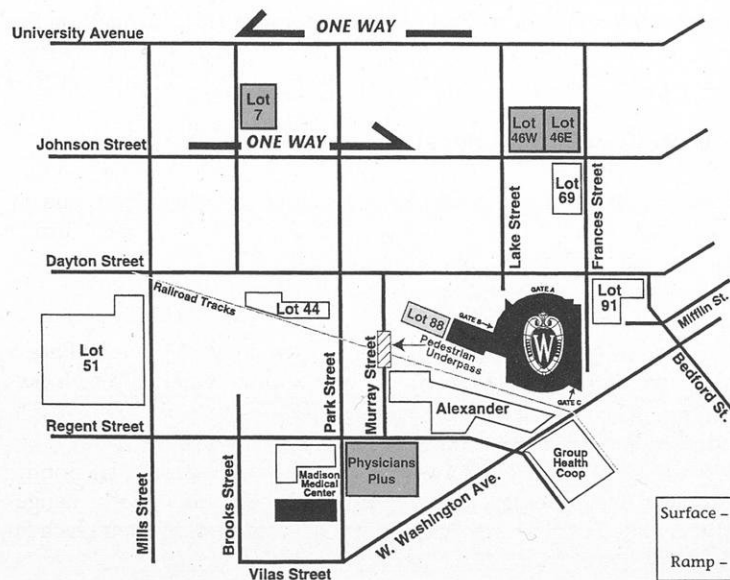 ONE WAY
University Avenue
Lot
7
Lot
46W
Lot
46E
ONE WAY
Johnson Street
Lot
69
Lake Street
Frances Street
Dayton Street
Railroad Tracks
Lot 44
Lot
51
Park Street
Murray Street
Lot 88
GATE B
GATE A
W
Lot
91
Mifflin St.
Bedford St.
Pedestrian
Underpass
GATE C
Alexander
Regent Street
Mills Street
Brooks Street
Madison
Medical
Center
Physicians
Plus
Group
Health
Coop
W. Washington Ave.
Vilas Street
Surface -
Ramp -